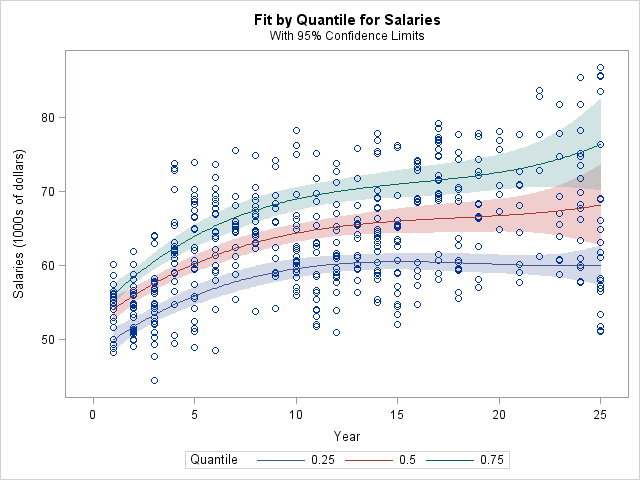 Fit by Quantile for Salaries
With 95% Confidence Limits
Salaries (1000s of dollars)
80
70
60
50
0 5 10 15 20 25
Year
Quantile 0.25 0.5 0.75